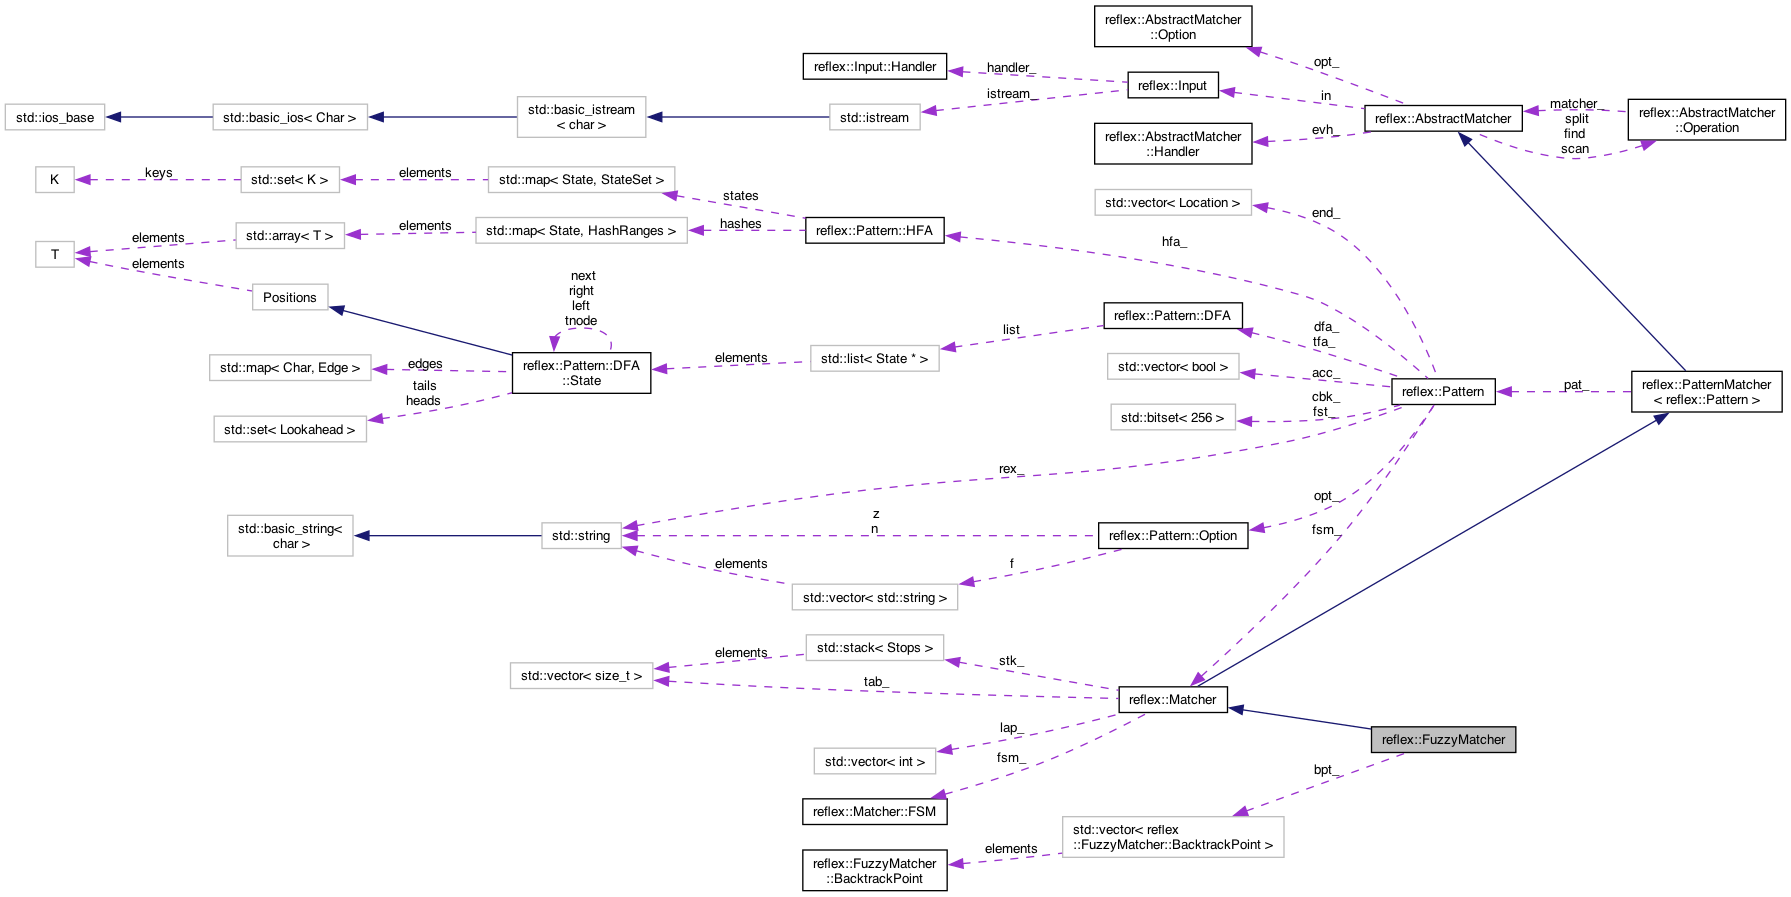 reflex::AbstractMatcher
::Option
opt_
reflex::Input::Handler
handler_
reflex::Input
istream_
in
std::ios_base
std::basic_ios< Char >
std::basic_istream
< char >
std::istream
reflex::AbstractMatcher
matcher_
split
find
scan
reflex::AbstractMatcher
::Operation
evh_
reflex::AbstractMatcher
::Handler
K
keys
std::set< K >
elements
std::map< State, StateSet >
states
std::vector< Location >
end_
T
elements
elements
std::array< T >
elements
std::map< State, HashRanges >
hashes
reflex::Pattern::HFA
hfa_
Positions
next
right
left
tnode
reflex::Pattern::DFA
dfa_
tfa_
list
std::list< State * >
elements
reflex::Pattern::DFA
::State
edges
std::map< Char, Edge >
tails
heads
std::set< Lookahead >
std::vector< bool >
acc_
cbk_
fst_
std::bitset< 256 >
reflex::Pattern
pat_
reflex::PatternMatcher
< reflex::Pattern >
rex_
opt_
fsm_
std::basic_string<
char >
std::string
z
n
reflex::Pattern::Option
f
elements
std::vector< std::string >
std::stack< Stops >
elements
stk_
std::vector< size_t >
tab_
reflex::Matcher
lap_
std::vector< int >
fsm_
reflex::Matcher::FSM
reflex::FuzzyMatcher
bpt_
std::vector< reflex
::FuzzyMatcher::BacktrackPoint >
elements
reflex::FuzzyMatcher
::BacktrackPoint